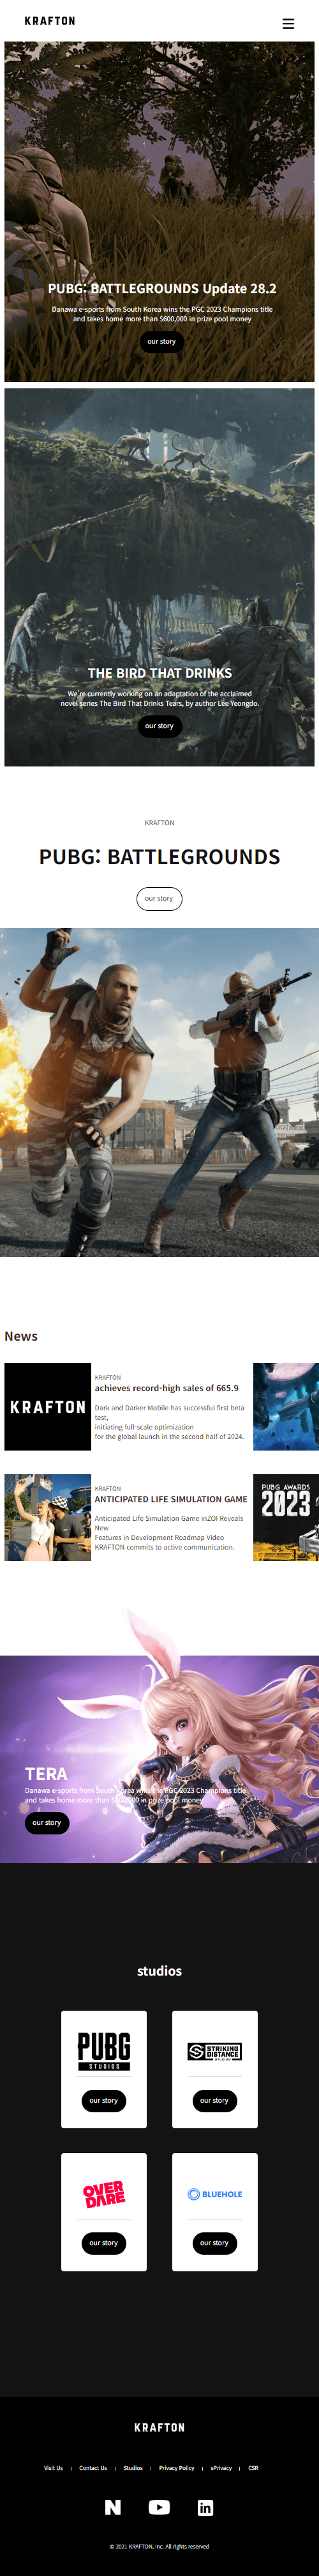 KRAFTON
PUBG: BATTLEGROUNDS Update 28.2
Danawa e-sports from South Korea wins the PGC 2023 Champions title
and takes home more than $600,000 in prize pool money
our story
THE BIRD THAT DRINKS
We're currently working on an adaptation of the acclaimed
novel series The Bird That Drinks Tears, by author Lee Yeongdo.
our story
KRAFTON
PUBG: BATTLEGROUNDS
our story
News
KRAFTON
KRAFTON
achieves record-high sales of 665.9
Dark and Darker Mobile has successful first beta
test,
initiating full-scale optimization
for the global launch in the second half of 2024.
KRAFTON
ANTICIPATED LIFE SIMULATION GAME
Anticipated Life Simulation Game inZOI Reveals
New
Features in Development Roadmap Video
KRAFTON commits to active communication.
PUBG AWARDS
2023
TERA
Danawa e-sports from South Korea wins the PGC 2023 Champions title
and takes home more than $600,000 in prize pool money
our story
studios
PUBG
STUDIOS
our story
STRIKING
DISTANCE
STUDIOS
our story
OVER
DARE
our story
BLUEHOLE
our story
KRAFTON
Visit Us | Contact Us | Studios | Privacy Policy | sPrivacy | CSR
N
in
© 2021 KRAFTON, Inc. All rights reserved